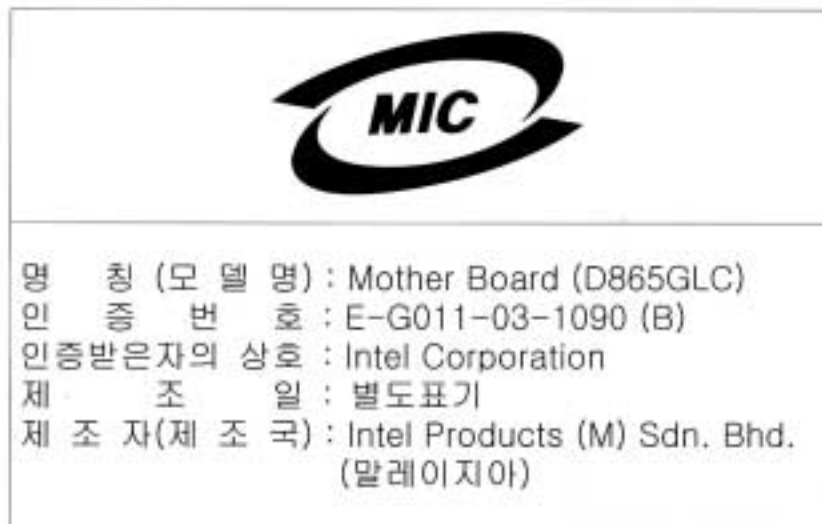 MIC
명 칭 (모 델 명) : Mother Board (D865GLC)
인 증 번 호 : E-G011-03-1090 (B)
인증받은자의 상호 : Intel Corporation
제 조 일 : 별도표기
제 조 자(제 조 국) : Intel Products (M) Sdn. Bhd.
(말레이지아)